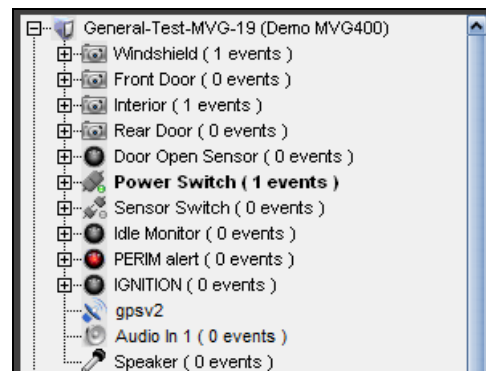 General-Test-MVG-19 (Demo MVG400)
Windshield ( 1 events )
Front Door ( 0 events )
Interior ( 1 events )
Rear Door ( 0 events )
Door Open Sensor ( 0 events )
Power Switch ( 1 events )
Sensor Switch ( 0 events )
Idle Monitor ( 0 events )
PERIM alert ( 0 events )
IGNITION ( 0 events )
gpsv2
Audio In 1 ( 0 events )
Speaker ( 0 events )